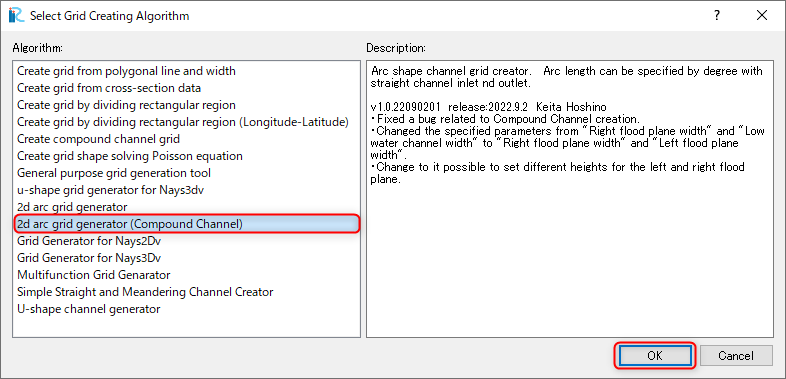 Select Grid Creating Algorithm
Algorithm:
Create grid from polygonal line and width
Create grid from cross-section data
Create grid by dividing rectangular region
Create grid by dividing rectangular region (Longitude-Latitude)
Create compound channel grid
Create grid shape solving Poisson equation
General purpose grid generation tool
u-shape grid generator for Nays3dv
2d arc grid generator
2d arc grid generator (Compound Channel)
Grid Generator for Nays2Dv
Grid Generator for Nays3Dv
Multifunction Grid Genarator
Simple Straight and Meandering Channel Creator
U-shape channel generator
Description:
Arc shape channel grid creator.  Arc length can be specified by degree with
straight channel inlet nd outlet.
v1.0.22090201 release:2022.9.2 Keita Hoshino
・Fixed a bug related to Compound Channel creation.
・Changed the specified parameters from "Right flood plane width" and "Low
water channel width" to "Right flood plane width" and "Left flood plane
width".
・Change to it possible to set different heights for the left and right flood
plane.
OK
Cancel